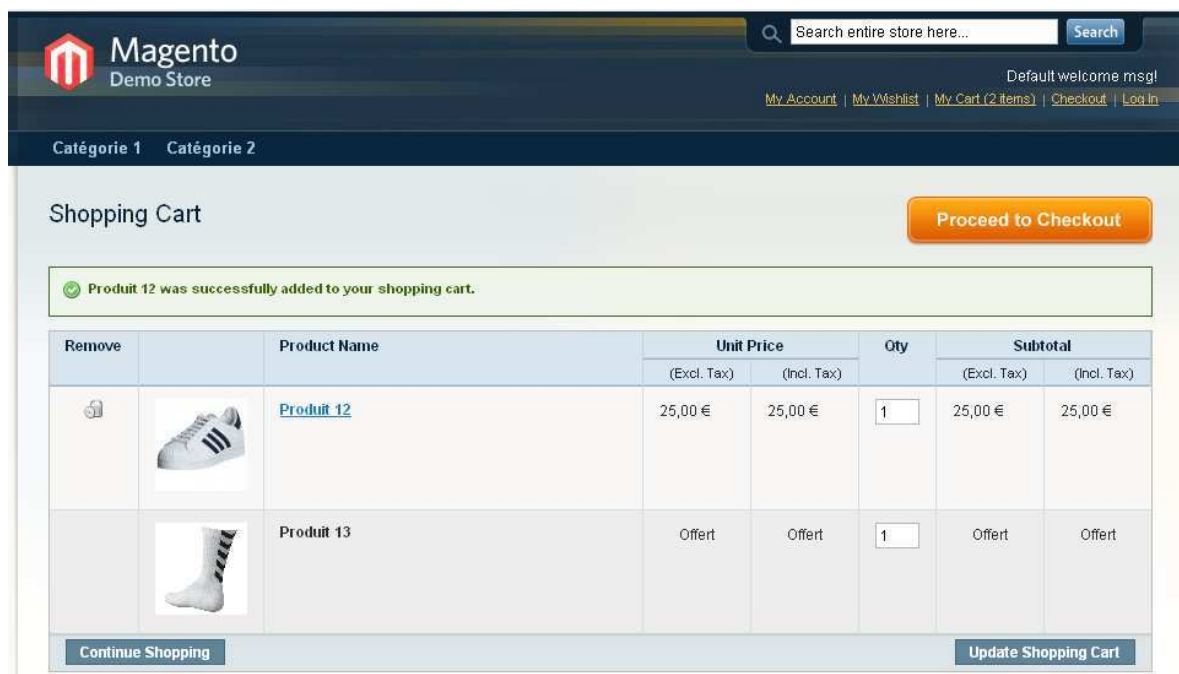 Magento
Demo Store
Search entire store here...
Search
Default welcome msg!
My Account | My Wishlist | My Cart (2 items) | Checkout | Log In
Catégorie 1 Catégorie 2
Shopping Cart
Proceed to Checkout
Produit 12 was successfully added to your shopping cart.
Remove Product Name Unit Price Qty Subtotal
(Excl. Tax) (Incl. Tax) (Excl. Tax) (Incl. Tax)
Produit 12 25,00 € 25,00 € 1 25,00 € 25,00 €
Produit 13 Offert Offert 1 Offert Offert
Continue Shopping Update Shopping Cart